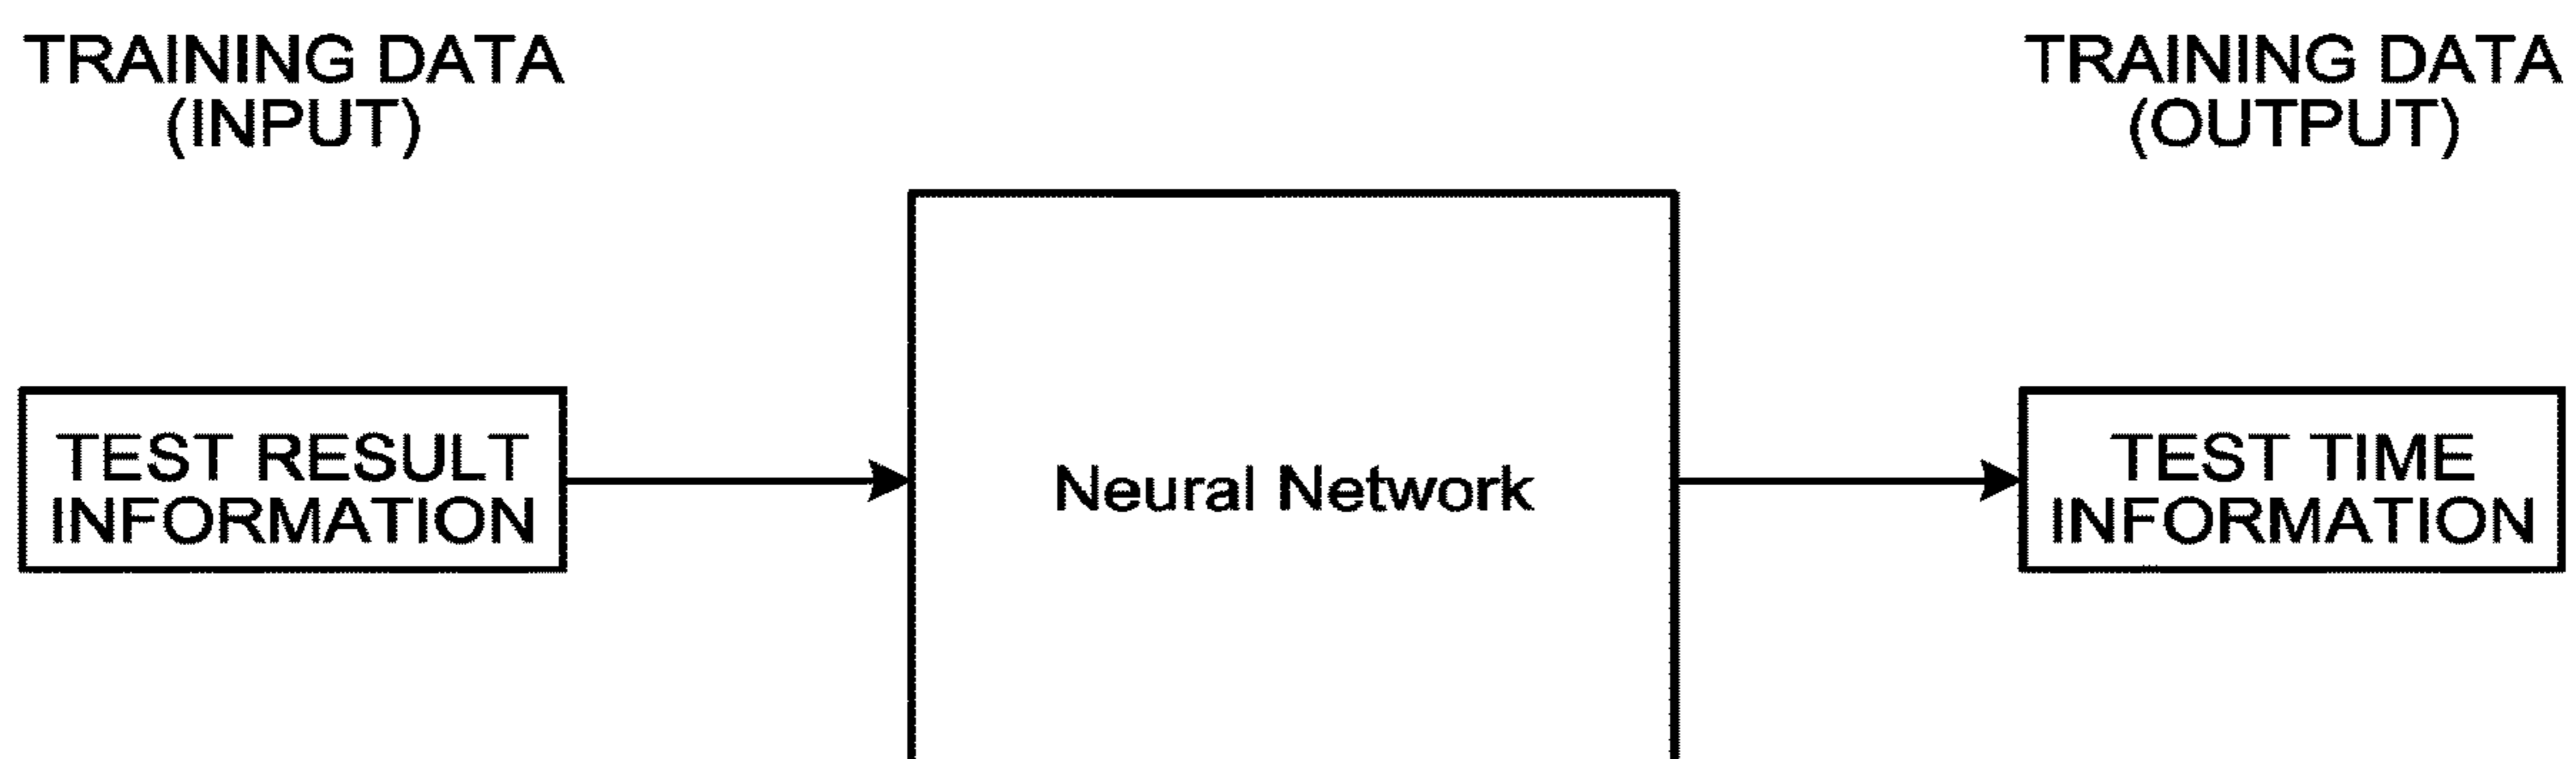 TRAINING DATA
(INPUT)
TRAINING DATA
(OUTPUT)
TEST RESULT
INFORMATION
Neural Network
TEST TIME
INFORMATION